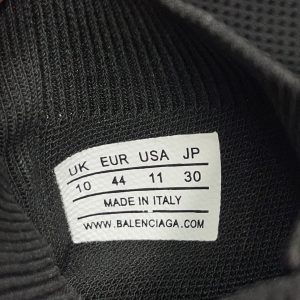 UK EUR USA JP
10 44 11 30
MADE IN ITALY
WWW.BALENCIAGA.COM